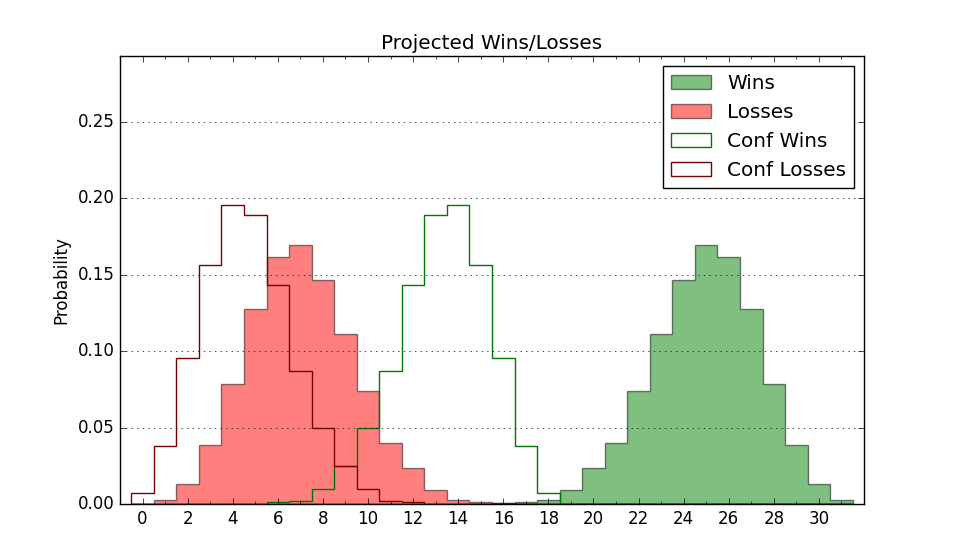 Projected Wins/Losses
Wins
Losses
Conf Wins
Conf Losses
Probability
0.25
0.20
0.15
0.10
0.05
0.00
0 2 4 6 8 10 12 14 16 18 20 22 24 26 28 30